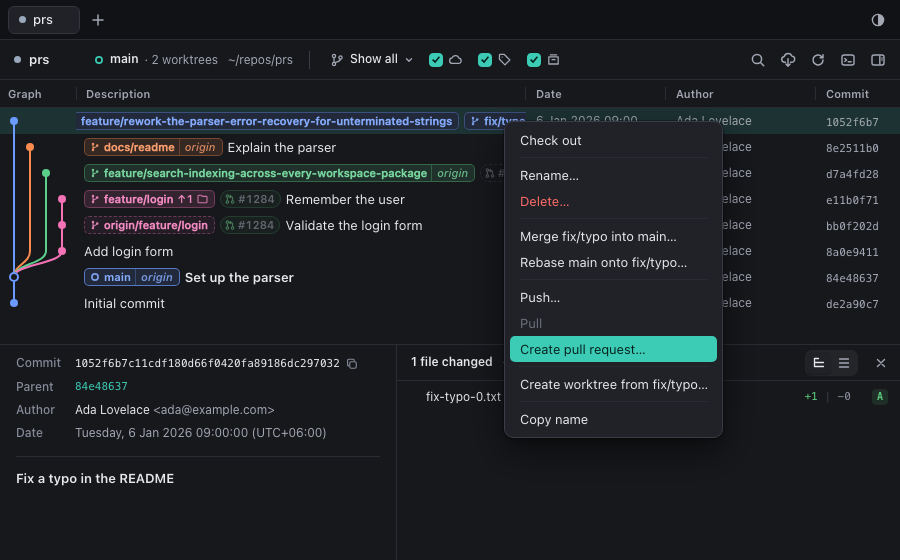 prs
prs main · 2 worktrees ~/repos/prs Show all
Graph Description Date Author Commit
feature/rework-the-parser-error-recovery-for-unterminated-strings fix/typo 6 Jan 2026 09:00 Ada Lovelace 1052f6b7
docs/readme origin Explain the parser 8e2511b0
feature/search-indexing-across-every-workspace-package origin d7a4fd28
feature/login ↑1 #1284 Remember the user e11b0f71
origin/feature/login #1284 Validate the login form bb0f202d
Add login form 8a0e9411
main origin Set up the parser 84e48637
Initial commit de2a90c7
Check out
Rename...
Delete...
Merge fix/typo into main...
Rebase main onto fix/typo...
Push...
Pull
Create pull request...
Create worktree from fix/typo...
Copy name
Commit 1052f6b7c11cdf180d66f0420fa89186dc297032
Parent 84e48637
Author Ada Lovelace <ada@example.com>
Date Tuesday, 6 Jan 2026 09:00:00 (UTC+06:00)
Fix a typo in the README
1 file changed
fix-typo-0.txt +1 | −0 A